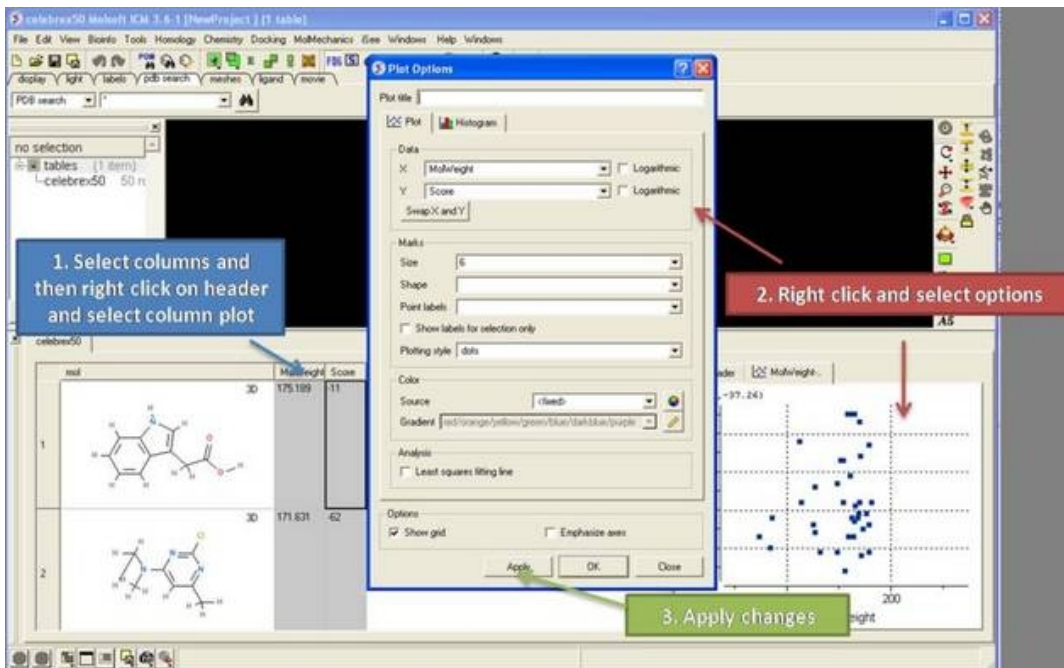 celebrex50 Molsoft ICM 3.6-1 [NewProject ] (1 table)
File Edit View Bioinfo Tools Homology Chemistry Docking MolMechanics iSee Windows Help Windows
display light labels pdb search meshes ligand movie
PDB search
no selection
tables (1 item)
celebrex50 50
Plot Options
Plot title
Plot Histogram
Data
X MolWeight Logarithmic
Y Score Logarithmic
Swap X and Y
Marks
Size 6
Shape
Point labels
Show labels for selection only
Plotting style dots
Color
Source <fixed>
Gradient red/orange/yellow/green/blue/darkblue/purple
Analysis
Least squares fitting line
Options
Show grid Emphasize axes
Apply OK Close
1. Select columns and
then right click on header
and select column plot
2. Right click and select options
3. Apply changes
celebrex50
mol MolWeight Score
1 3D 175.189 -11
2 3D 171.631 -62
MolWeight-..
-37.26)
200